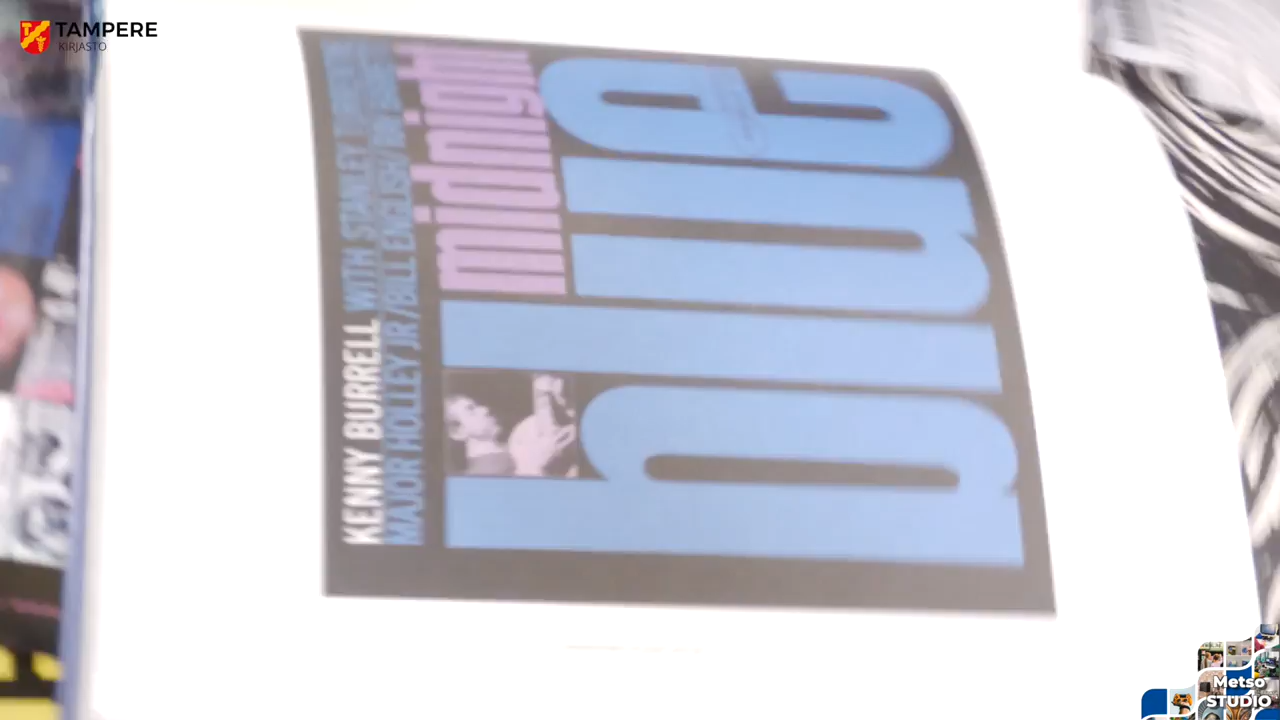 TAMPERE
KIRJASTO
KENNY BURRELL WITH STANLEY
MAJOR HOLLEY JR/BILL ENGLISH/
midnight
blue
Metso
STUDIO